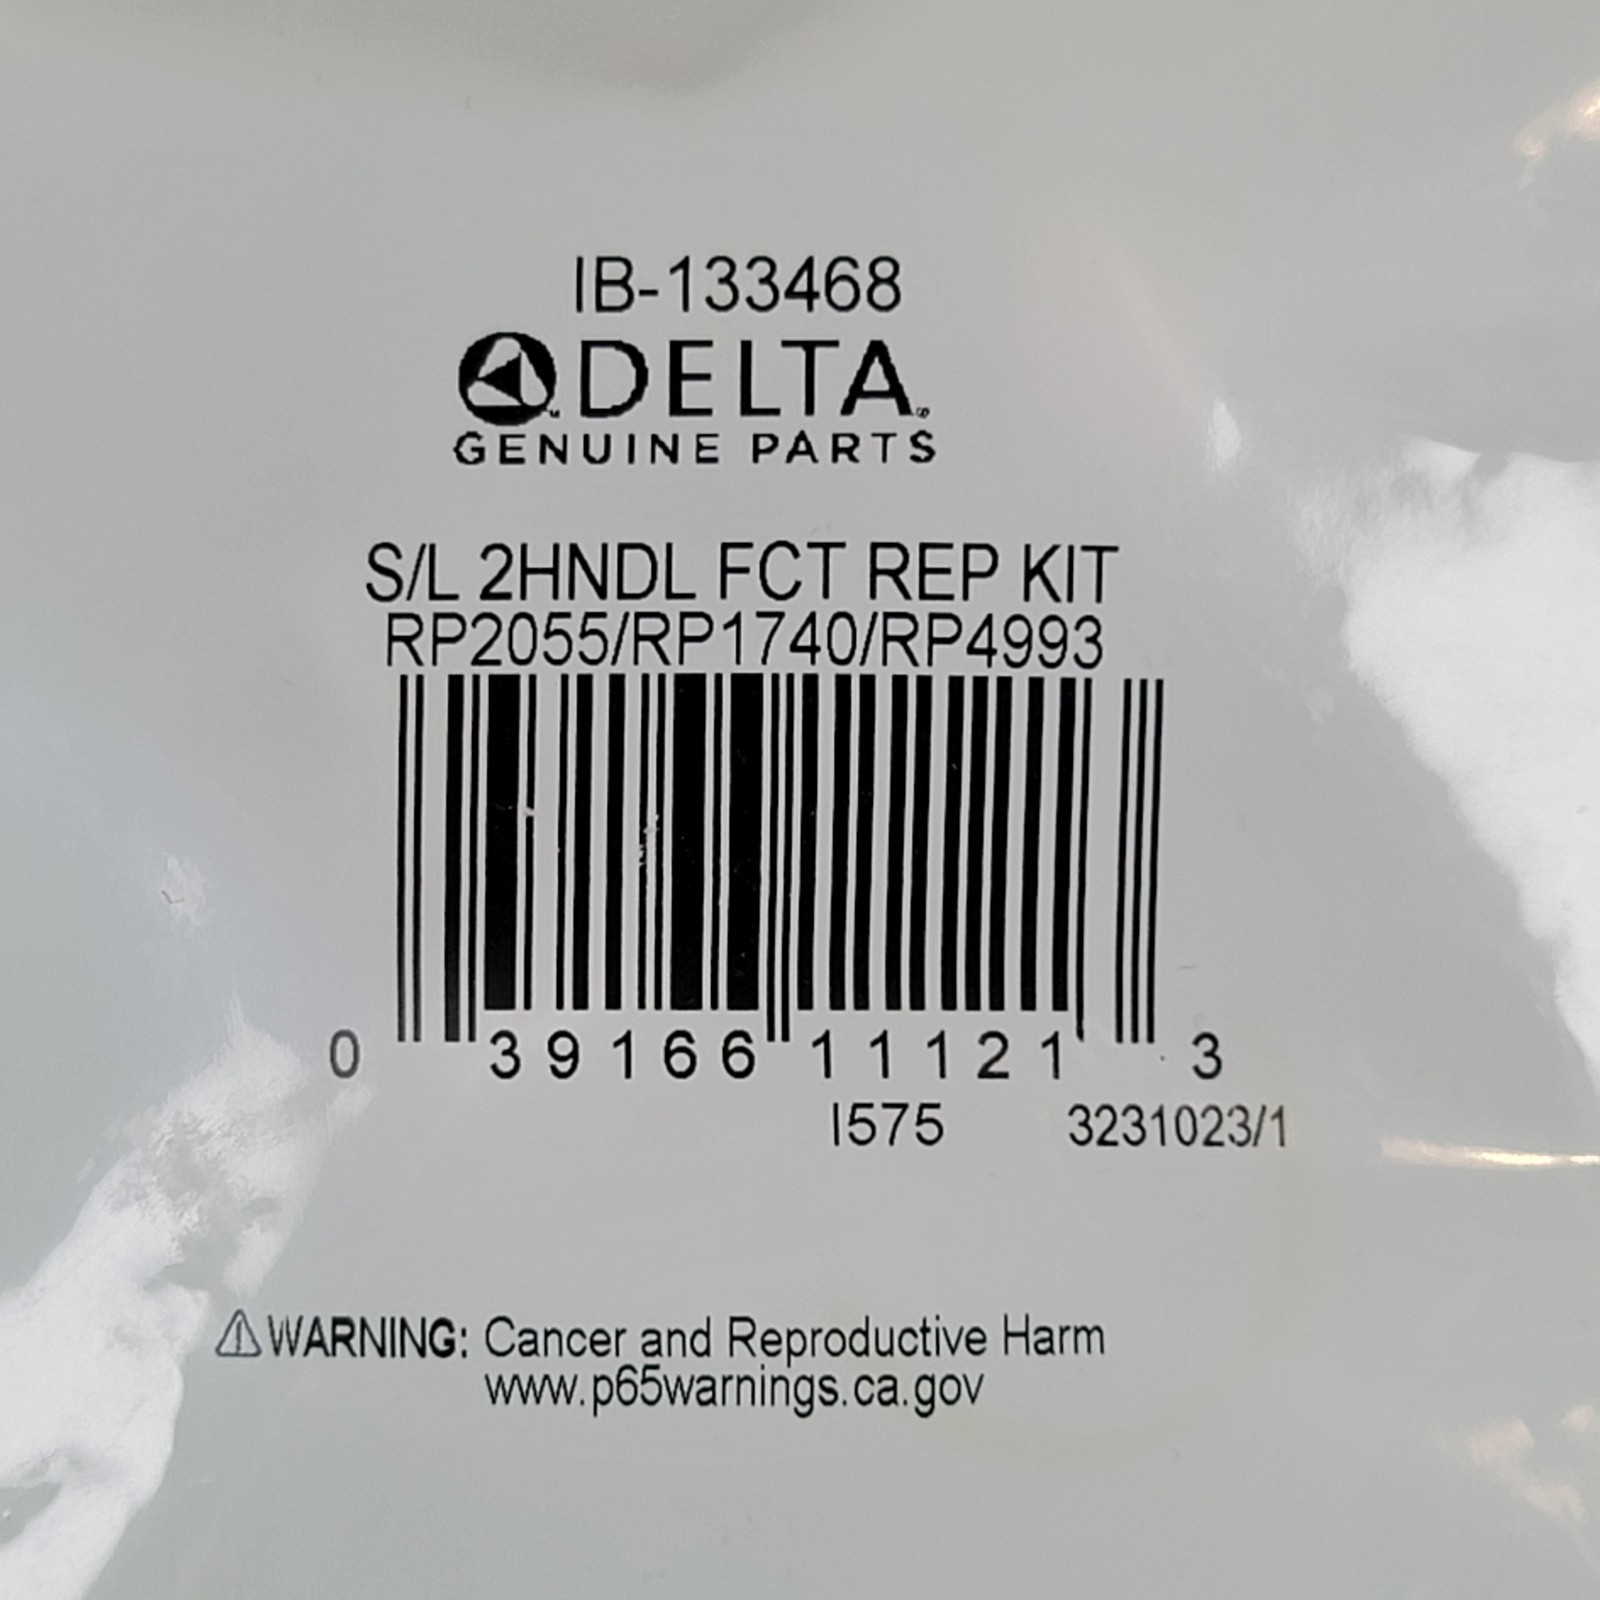 IB-133468
DELTA
GENUINE PARTS
S/L 2HNDL FCT REP KIT
RP2055/RP1740/RP4993
0 39166 11121 3
I575 3231023/1
⚠WARNING: Cancer and Reproductive Harm
www.p65warnings.ca.gov